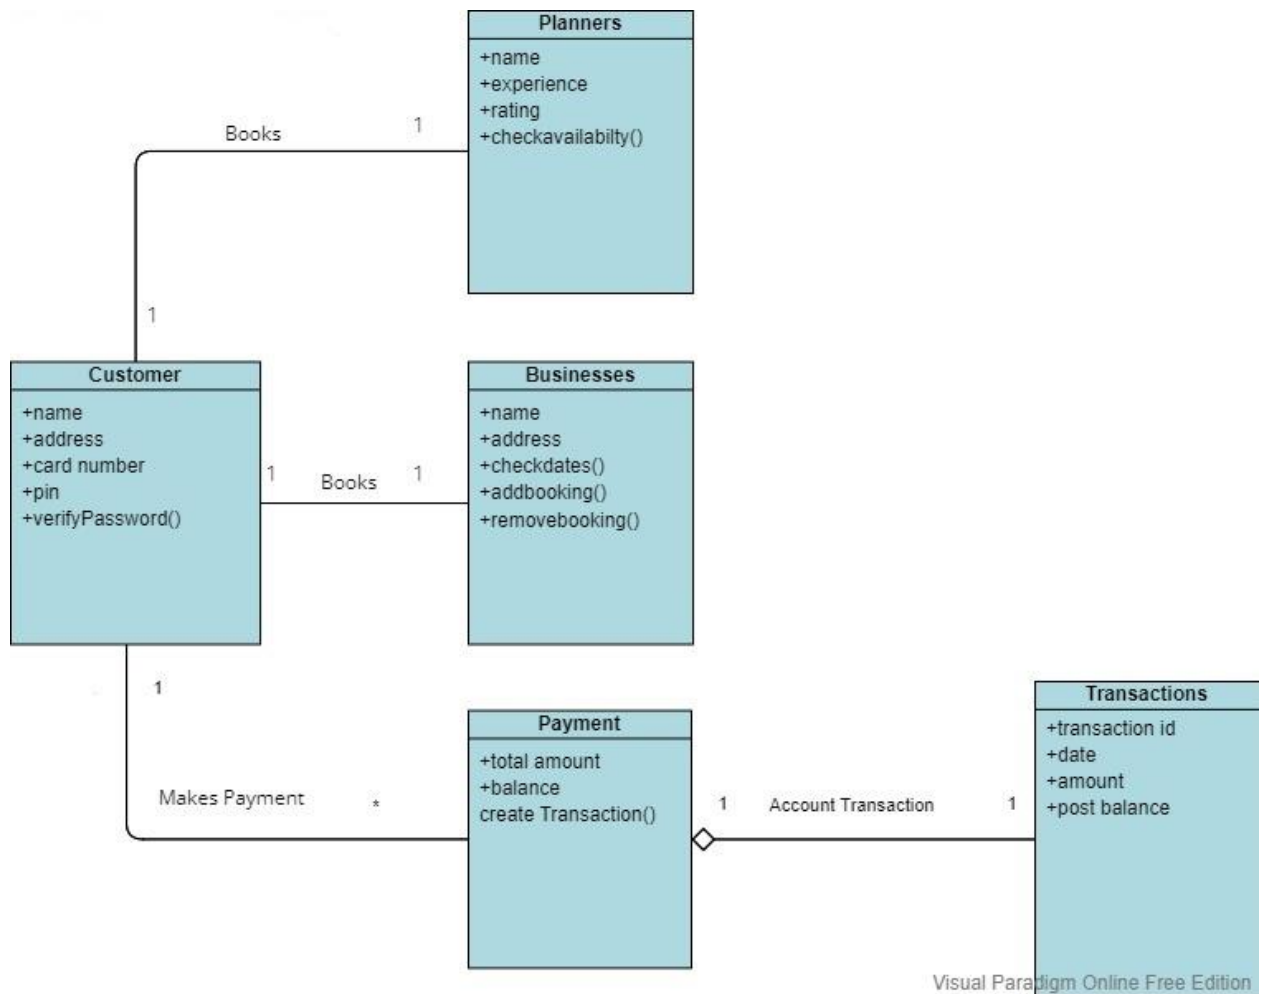 Planners
+name
+experience
+rating
+checkavailabilty()
Books
1
1
Customer
+name
+address
+card number
+pin
+verifyPassword()
1
Books
1
Businesses
+name
+address
+checkdates()
+addbooking()
+removebooking()
1
Makes Payment
*
Payment
+total amount
+balance
create Transaction()
1
Account Transaction
1
Transactions
+transaction id
+date
+amount
+post balance
Visual Paradigm Online Free Edition